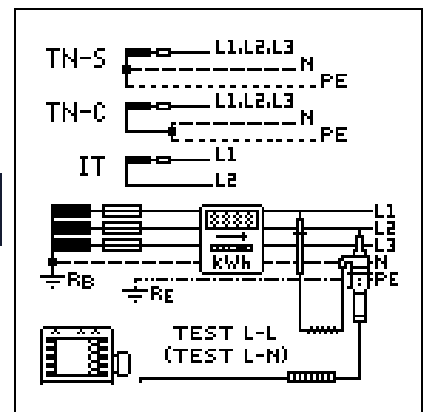 TN-S L1.L2.L3
N
PE
TN-C L1.L2.L3
N
PE
IT L1
L2
8888
kWh
L1
L2
L3
N
PE
RB
RE
TEST L-L
(TEST L-N)